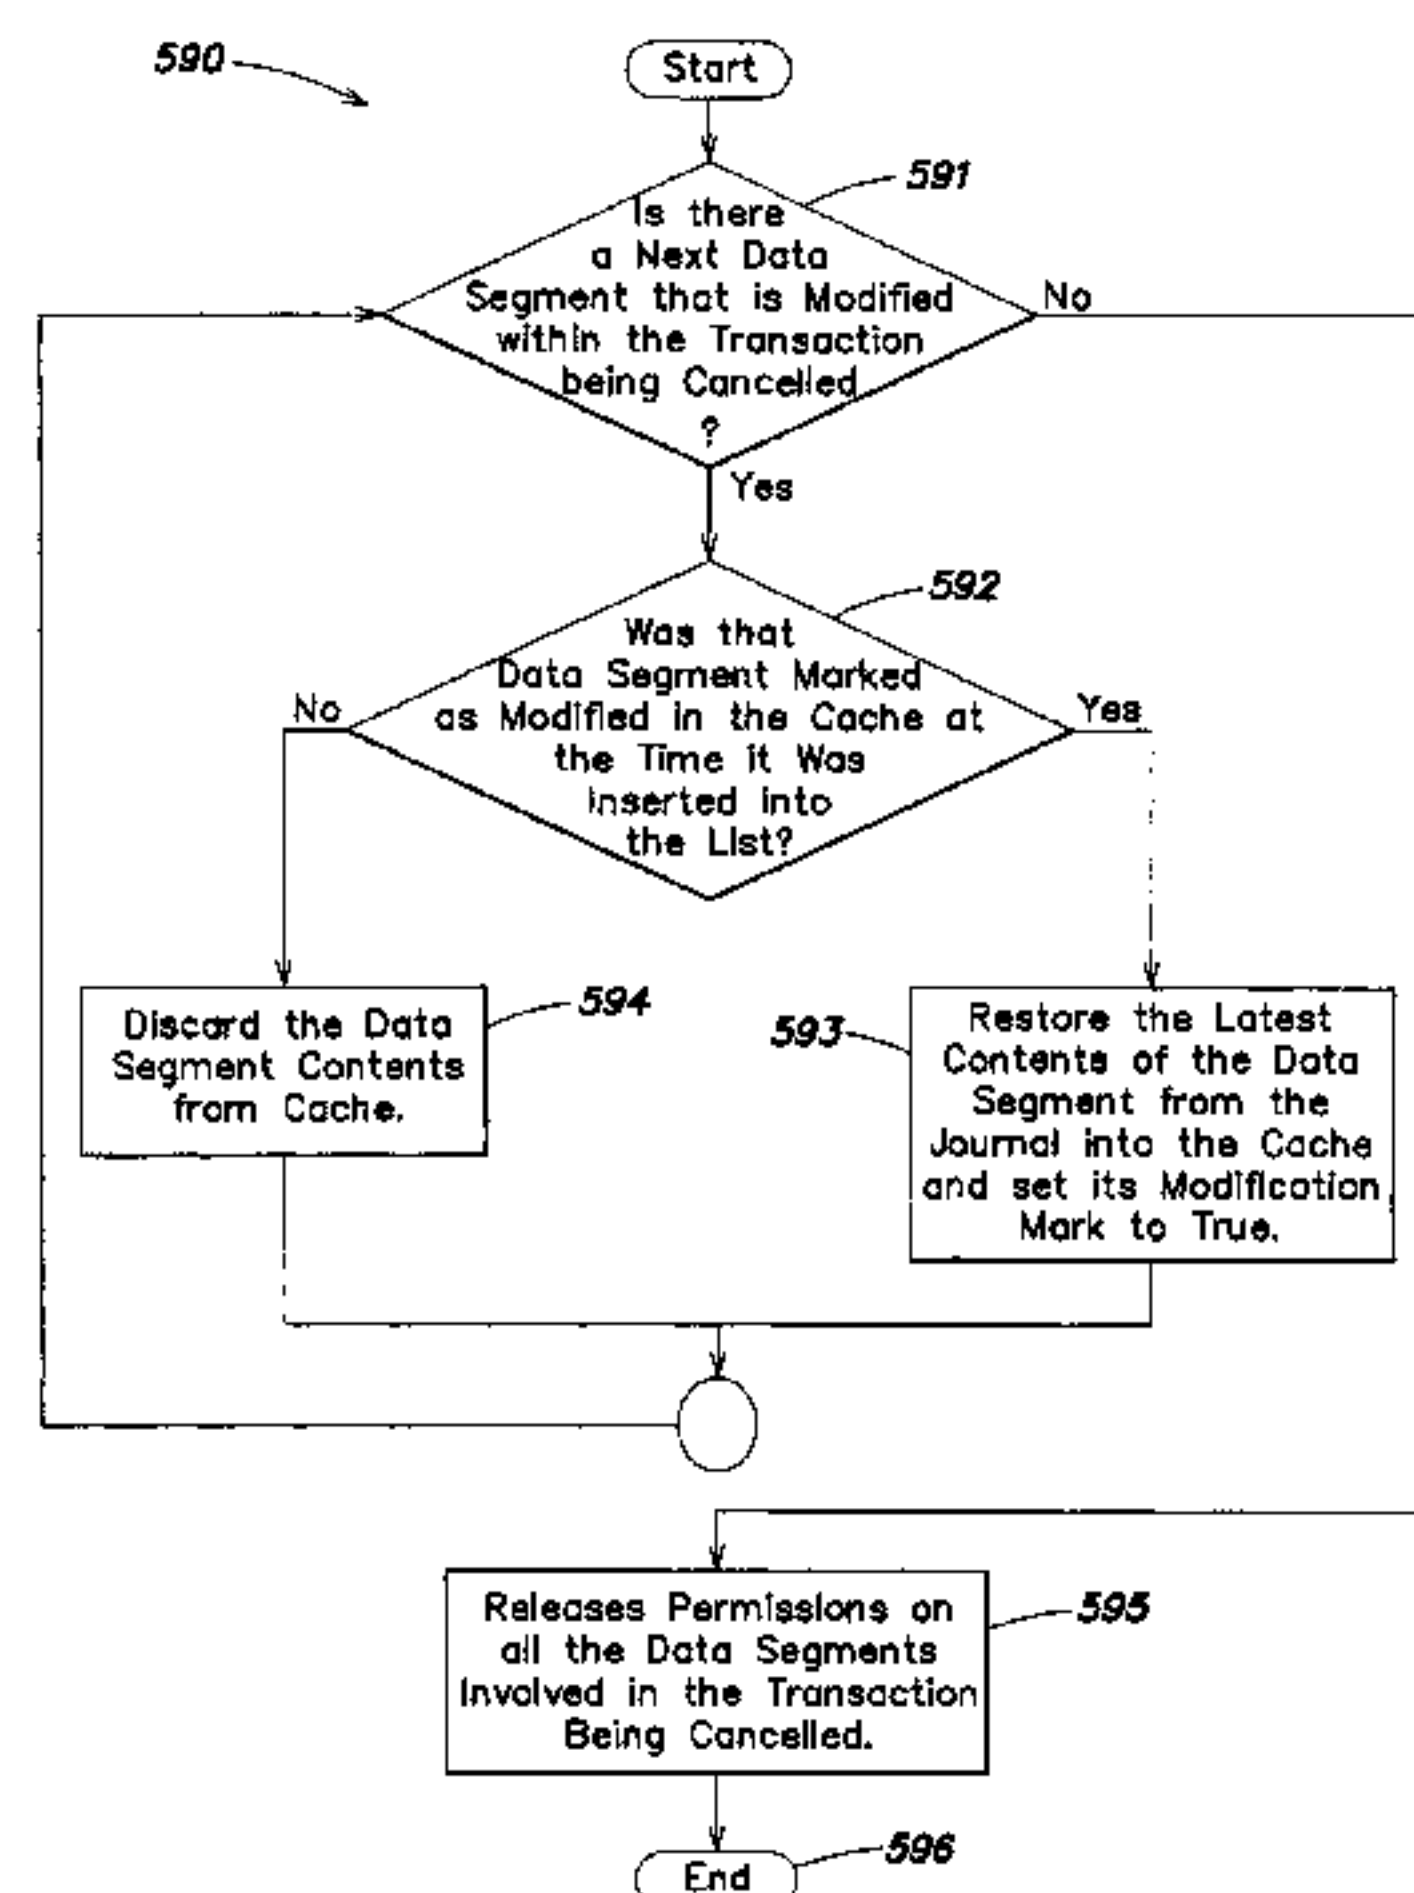 590
Start
591
Is there
a Next Data
Segment that is Modified
within the Transaction
being Cancelled
?
No
Yes
592
Was that
Data Segment Marked
as Modified in the Cache at
the Time it Was
Inserted into
the List?
No
Yes
594
Discard the Data
Segment Contents
from Cache.
593
Restore the Latest
Contents of the Data
Segment from the
Journal into the Cache
and set its Modification
Mark to True.
595
Releases Permissions on
all the Data Segments
Involved in the Transaction
Being Cancelled.
596
End